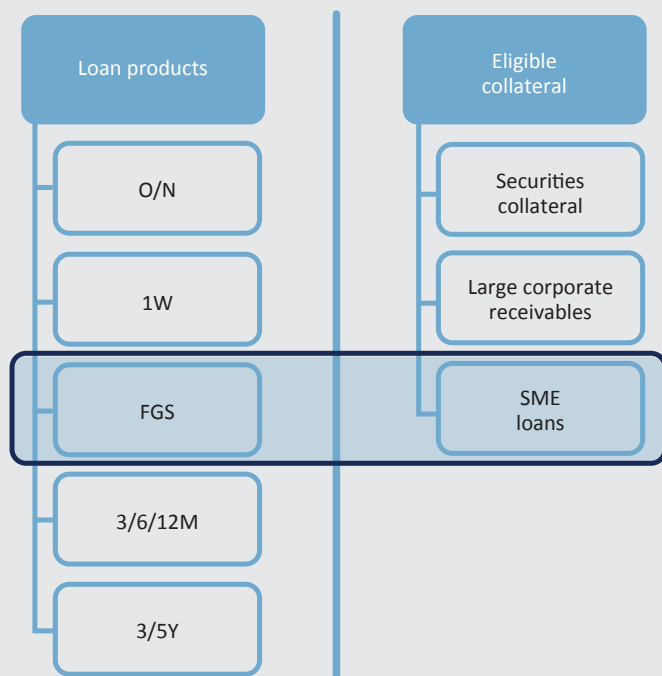 Loan products
O/N
1W
FGS
3/6/12M
3/5Y
Eligible
collateral
Securities
collateral
Large corporate
receivables
SME
loans